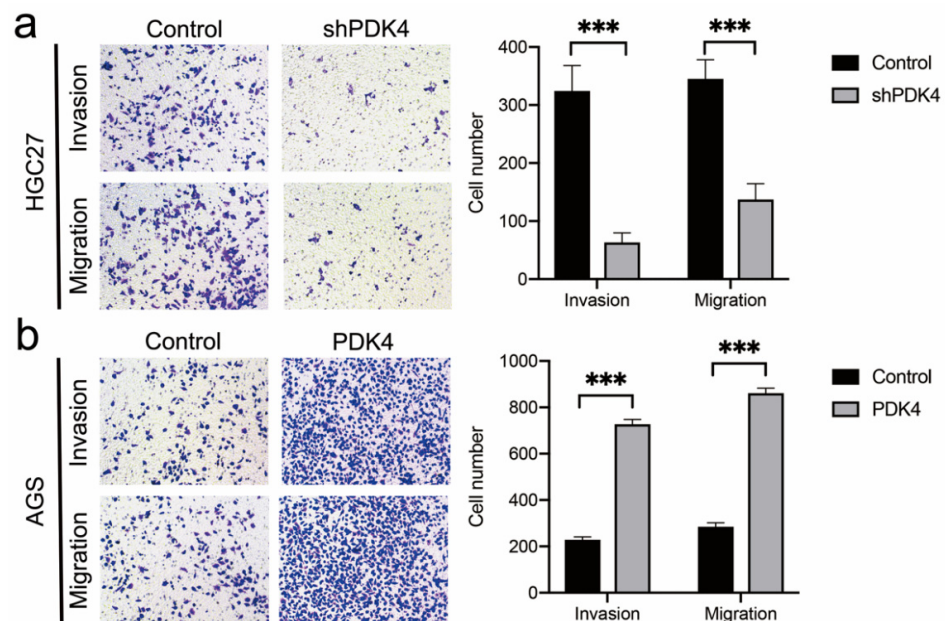 a
Control
shPDK4
HGC27
Invasion
Migration
***
***
400
300
200
100
0
Cell number
Invasion
Migration
Control
shPDK4
b
Control
PDK4
AGS
Invasion
Migration
***
***
1000
800
600
400
200
0
Cell number
Invasion
Migration
Control
PDK4